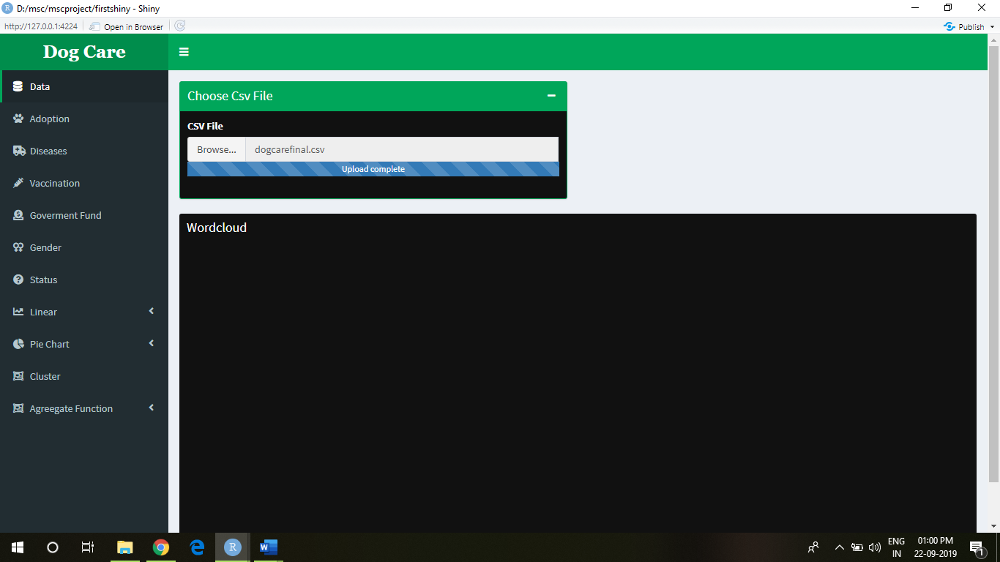 D:/msc/mscproject/firstshiny - Shiny
http://127.0.0.1:4224 Open in Browser Publish
Dog Care
Data
Adoption
Diseases
Vaccination
Goverment Fund
Gender
Status
Linear
Pie Chart
Cluster
Agreegate Function
Choose Csv File
CSV File
Browse... dogcarefinal.csv
Upload complete
Wordcloud
ENG
IN
01:00 PM
22-09-2019
1